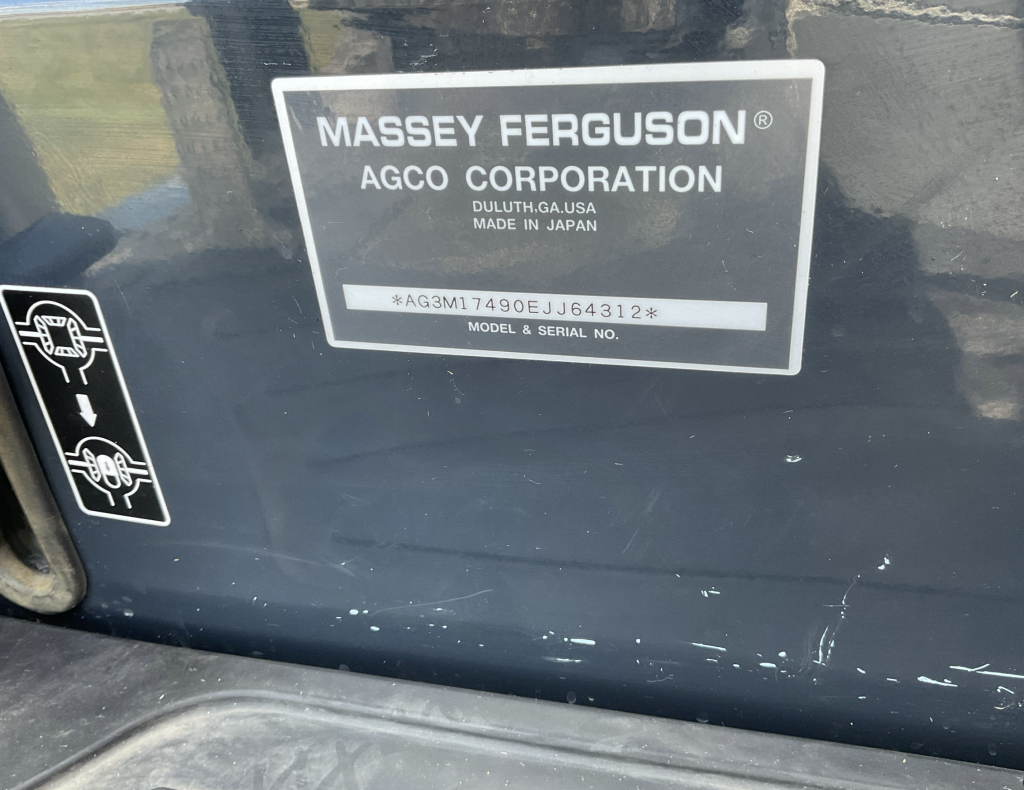 MASSEY FERGUSON®
AGCO CORPORATION
DULUTH,GA.USA
MADE IN JAPAN
*AG3M17490EJJ64312*
MODEL & SERIAL NO.